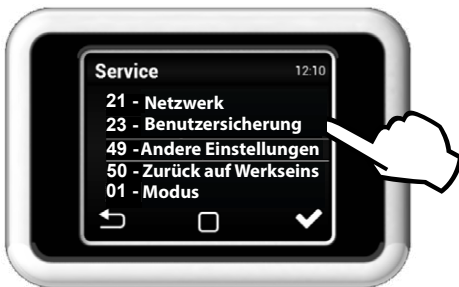 Service 12:10
21 - Netzwerk
23 - Benutzersicherung
49 - Andere Einstellungen
50 - Zurück auf Werkseins
01 - Modus